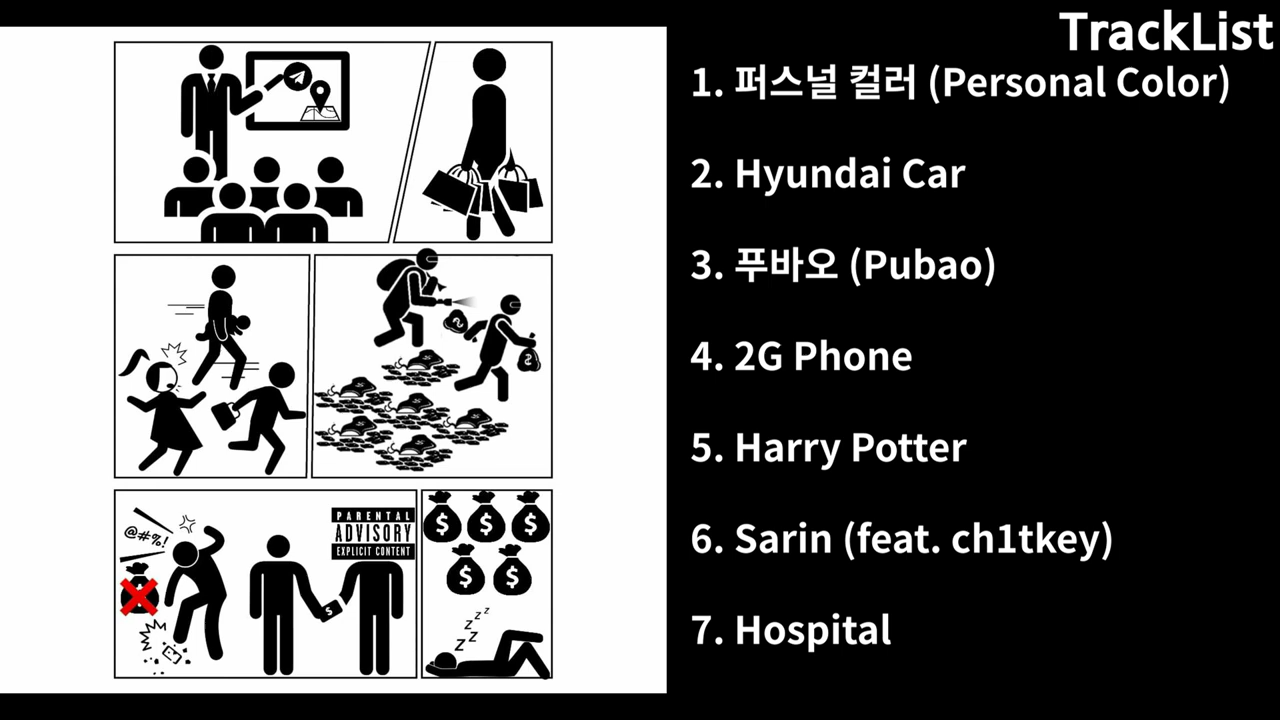 TrackList
1. 퍼스널 컬러 (Personal Color)
2. Hyundai Car
3. 푸바오 (Pubao)
4. 2G Phone
5. Harry Potter
6. Sarin (feat. ch1tkey)
7. Hospital
@#%!
PARENTAL
ADVISORY
EXPLICIT CONTENT
$ $ $
$ $
$
z z z
z z z